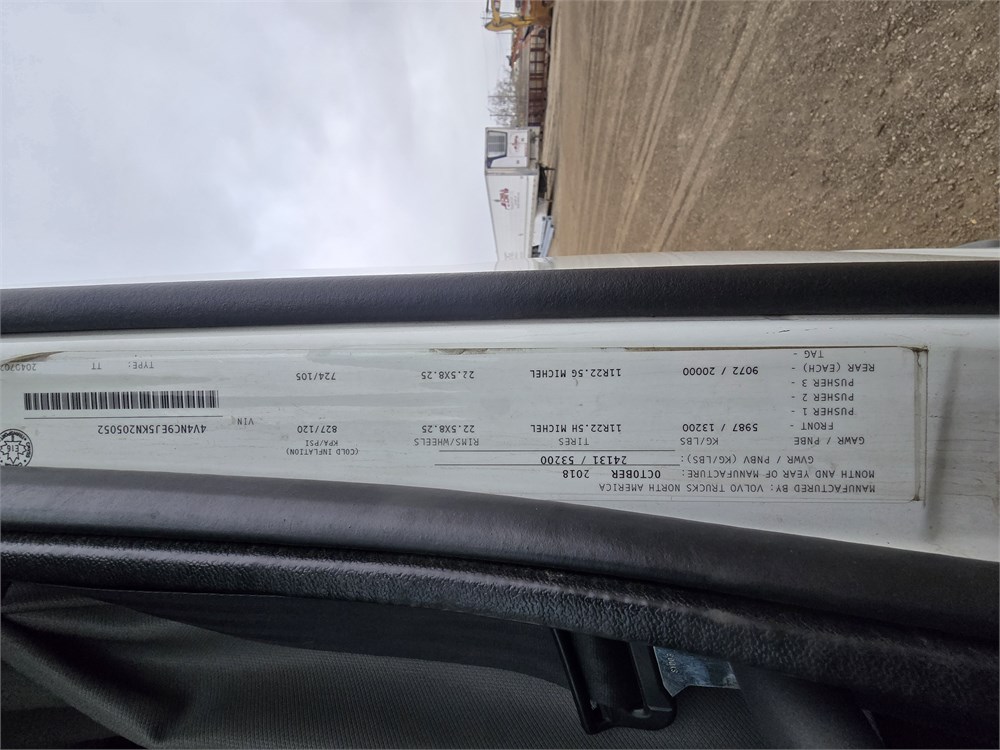 MANUFACTURED BY: VOLVO TRUCKS NORTH AMERICA
MONTH AND YEAR OF MANUFACTURE: OCTOBER 2018
GVWR / PNBV (KG/LBS): 24131 / 53200
GAWR / PNBE KG/LBS TIRES RIMS/WHEELS KPA/PSI (COLD INFLATION)
FRONT - 5987 / 13200 11R22.5H MICHEL 22.5X8.25 827/120
PUSHER 1 -
PUSHER 2 -
PUSHER 3 -
REAR (EACH) - 9072 / 20000 11R22.5G MICHEL 22.5X8.25 724/105
TAG -
VIN 4V4NC9EJ5KN205052
TYPE: TT
913